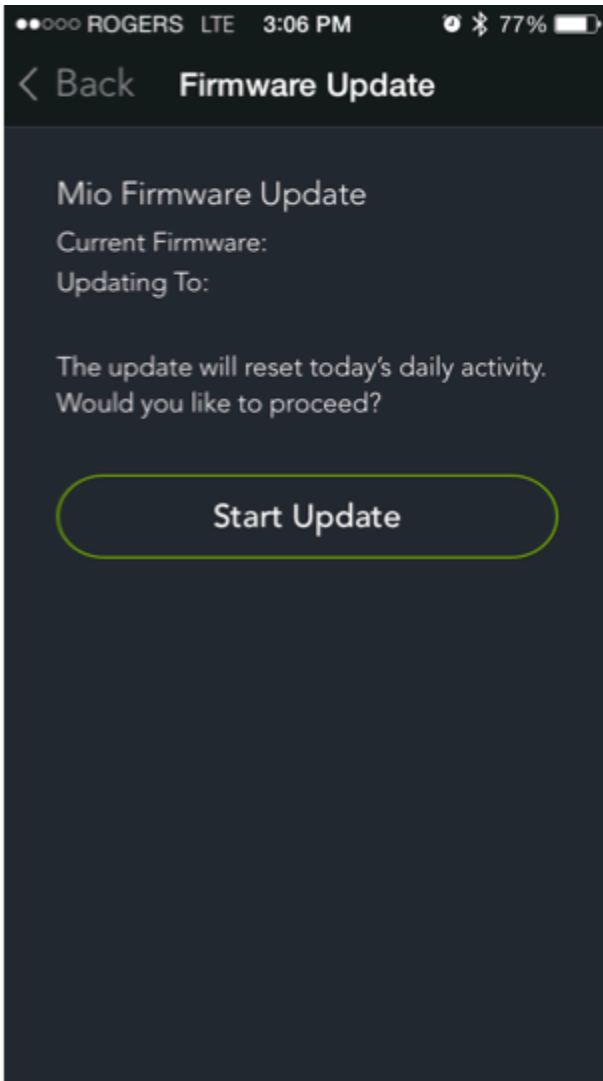 ROGERS LTE 3:06 PM 77%
Back Firmware Update
Mio Firmware Update
Current Firmware:
Updating To:
The update will reset today's daily activity.
Would you like to proceed?
Start Update